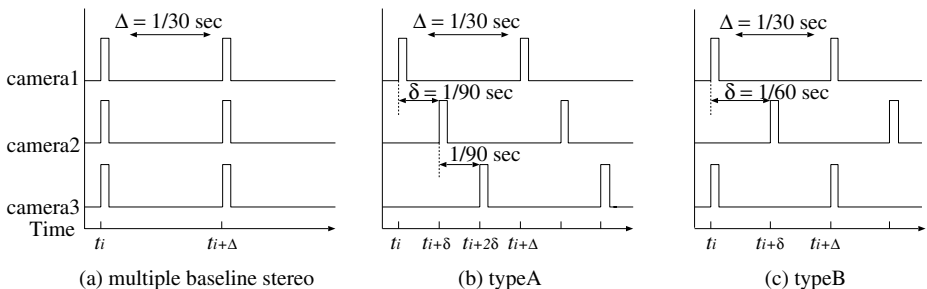 Δ = 1/30 sec
camera1
camera2
camera3
Time
ti
ti+Δ
(a) multiple baseline stereo
Δ = 1/30 sec
δ = 1/90 sec
1/90 sec
ti
ti+δ
ti+2δ
ti+Δ
(b) typeA
Δ = 1/30 sec
δ = 1/60 sec
ti
ti+δ
ti+Δ
(c) typeB